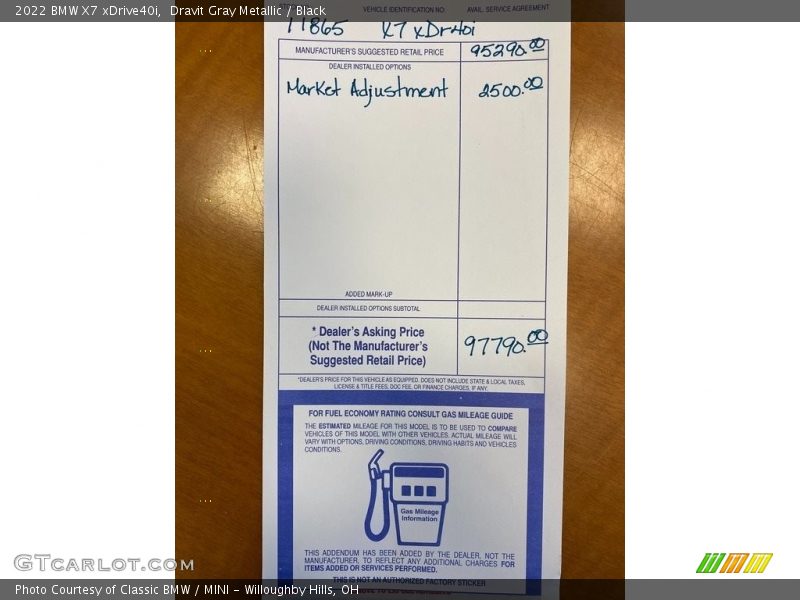 2022 BMW X7 xDrive40i, Dravit Gray Metallic / Black
VEHICLE IDENTIFICATION NO. AVAIL. SERVICE AGREEMENT
11865 X7 xDr40i
MANUFACTURER'S SUGGESTED RETAIL PRICE 95290.00
DEALER INSTALLED OPTIONS
Market Adjustment 2500.00
ADDED MARK-UP
DEALER INSTALLED OPTIONS SUBTOTAL
* Dealer's Asking Price
(Not The Manufacturer's
Suggested Retail Price) 97790.00
*DEALER'S PRICE FOR THIS VEHICLE AS EQUIPPED. DOES NOT INCLUDE STATE & LOCAL TAXES,
LICENSE & TITLE FEES, DOC FEE, OR FINANCE CHARGES, IF ANY.
FOR FUEL ECONOMY RATING CONSULT GAS MILEAGE GUIDE
THE ESTIMATED MILEAGE FOR THIS MODEL IS TO BE USED TO COMPARE
VEHICLES OF THIS MODEL WITH OTHER VEHICLES. ACTUAL MILEAGE WILL
VARY WITH OPTIONS, DRIVING CONDITIONS, DRIVING HABITS AND VEHICLES
CONDITIONS.
Gas Mileage
Information
THIS ADDENDUM HAS BEEN ADDED BY THE DEALER, NOT THE
MANUFACTURER, TO REFLECT ANY ADDITIONAL CHARGES FOR
ITEMS ADDED OR SERVICES PERFORMED.
THIS IS NOT AN AUTHORIZED FACTORY STICKER
GTCARLOT.COM
Photo Courtesy of Classic BMW / MINI - Willoughby Hills, OH